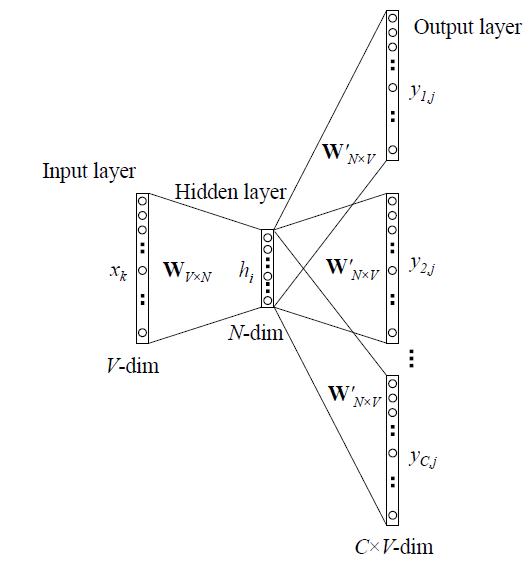 Output layer
y1,j
W'N×V
Input layer
Hidden layer
xk
WV×N
hi
W'N×V
y2,j
N-dim
V-dim
W'N×V
yC,j
C×V-dim